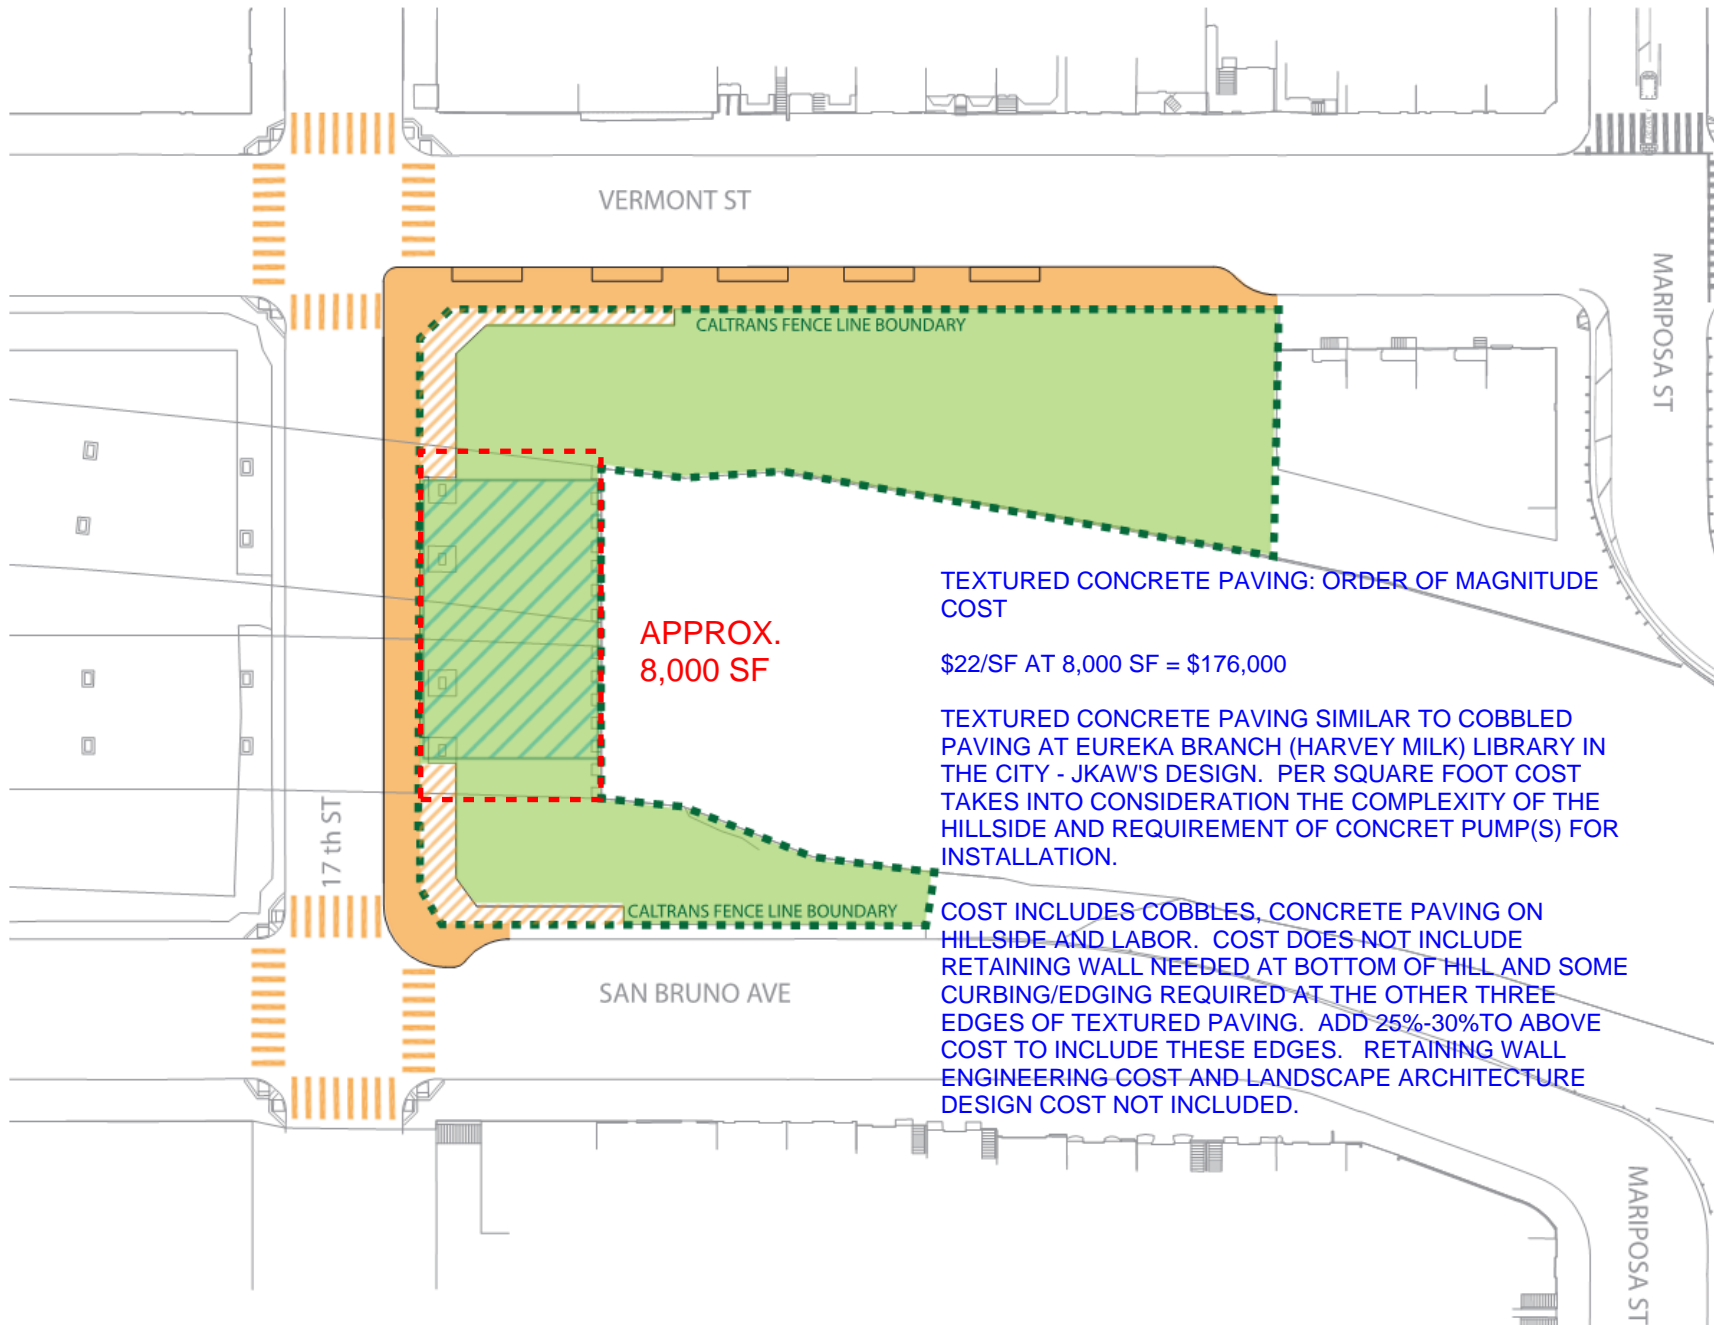 VERMONT ST
MARIPOSA ST
CALTRANS FENCE LINE BOUNDARY
APPROX.
8,000 SF
TEXTURED CONCRETE PAVING: ORDER OF MAGNITUDE
COST
$22/SF AT 8,000 SF = $176,000
TEXTURED CONCRETE PAVING SIMILAR TO COBBLED
PAVING AT EUREKA BRANCH (HARVEY MILK) LIBRARY IN
THE CITY - JKAW'S DESIGN.  PER SQUARE FOOT COST
TAKES INTO CONSIDERATION THE COMPLEXITY OF THE
HILLSIDE AND REQUIREMENT OF CONCRET PUMP(S) FOR
INSTALLATION.
COST INCLUDES COBBLES, CONCRETE PAVING ON
HILLSIDE AND LABOR.  COST DOES NOT INCLUDE
RETAINING WALL NEEDED AT BOTTOM OF HILL AND SOME
CURBING/EDGING REQUIRED AT THE OTHER THREE
EDGES OF TEXTURED PAVING.  ADD 25%-30%TO ABOVE
COST TO INCLUDE THESE EDGES.   RETAINING WALL
ENGINEERING COST AND LANDSCAPE ARCHITECTURE
DESIGN COST NOT INCLUDED.
17 th ST
CALTRANS FENCE LINE BOUNDARY
SAN BRUNO AVE
MARIPOSA ST